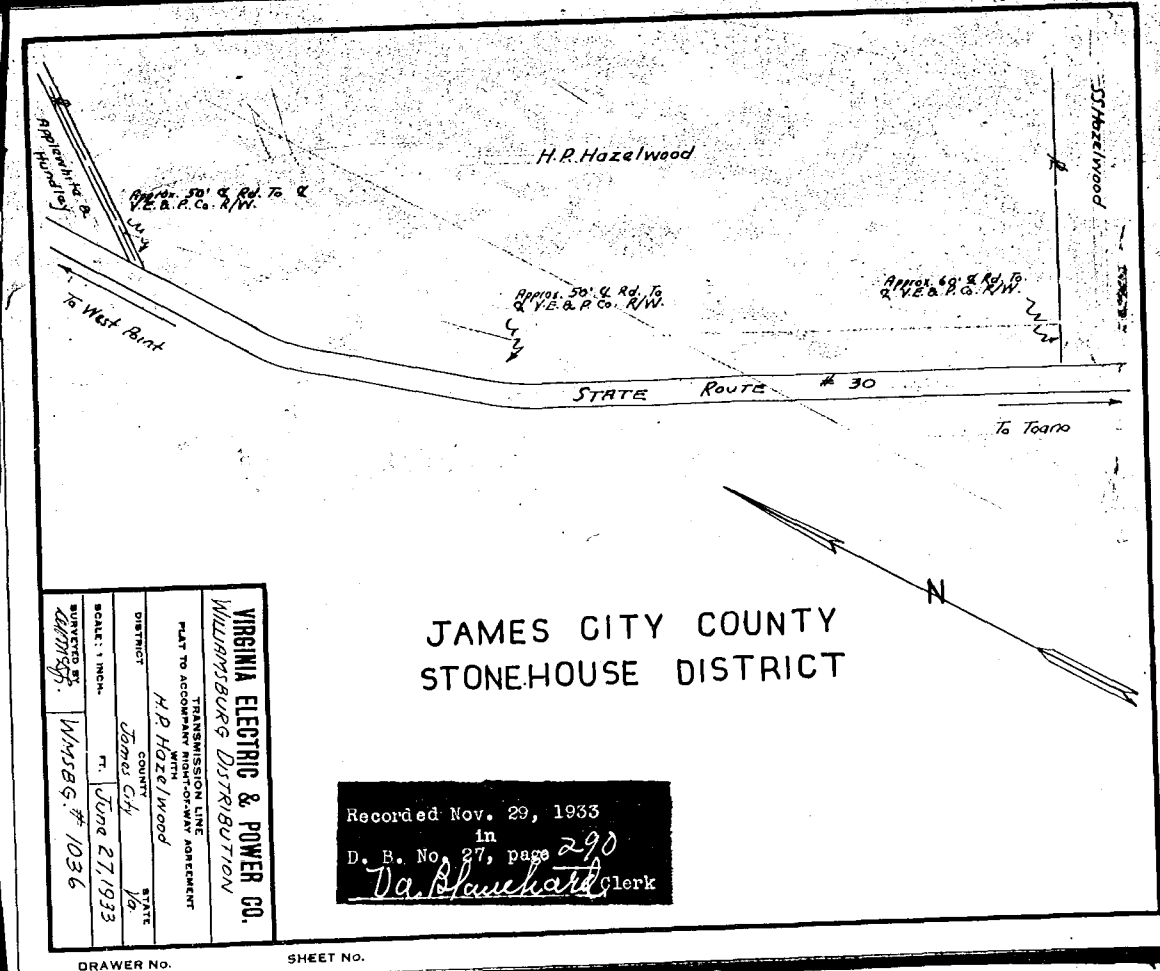 Applewhite &
Hundley
Approx. 50' ℄ Rd. To ℄
V.E. & P. Co. R/W.
H.P. Hazelwood
S.S. Hazelwood
To West Point
Approx. 50' ℄ Rd. To
℄ V.E. & P. Co. R/W.
Approx. 60' ℄ Rd. To
℄ V.E. & P. Co. R/W.
STATE ROUTE # 30
To Toano
N
JAMES CITY COUNTY
STONEHOUSE DISTRICT
VIRGINIA ELECTRIC & POWER CO.
WILLIAMSBURG DISTRIBUTION
TRANSMISSION LINE
PLAT TO ACCOMPANY RIGHT-OF-WAY AGREEMENT
WITH
H.P. Hazelwood
DISTRICT COUNTY STATE
James City Va.
SCALE: 1 INCH= FT. June 27, 1933
SURVEYED BY
WMSBG. # 1036
Recorded Nov. 29, 1933
in
D. B. No. 27, page 290
Va. Blanchard Clerk
DRAWER No. SHEET No.